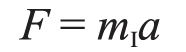 F = m_I a